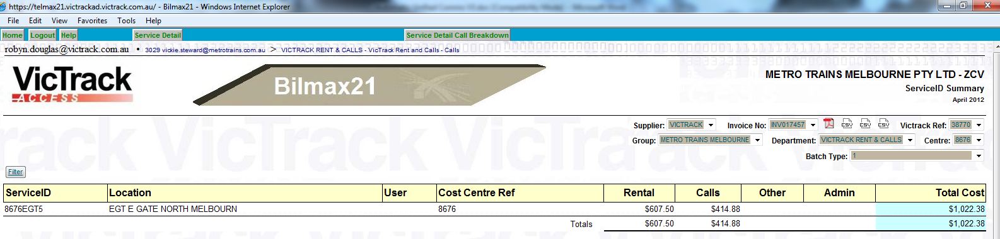 https://telmax21.victrackad.victrack.com.au/ - Bilmax21 - Windows Internet Explorer
File Edit View Favorites Tools Help
Home Logout Help Service Detail Service Detail Call Breakdown
robyn.douglas@victrack.com.au • 3029 vickie.steward@metrotrains.com.au > VICTRACK RENT & CALLS - VicTrack Rent and Calls - Calls
VicTrack
ACCESS
Bilmax21
METRO TRAINS MELBOURNE PTY LTD - ZCV
ServiceID Summary
April 2012
Supplier: VICTRACK Invoice No: INV017457 CSV CSV CSV Victrack Ref: 38770
Group: METRO TRAINS MELBOURNE Department: VICTRACK RENT & CALLS Centre: 8676
Batch Type: 1
Filter
ServiceID Location User Cost Centre Ref Rental Calls Other Admin Total Cost
8676EGT5 EGT E GATE NORTH MELBOURN 8676 $607.50 $414.88 $1,022.38
Totals $607.50 $414.88 $1,022.38